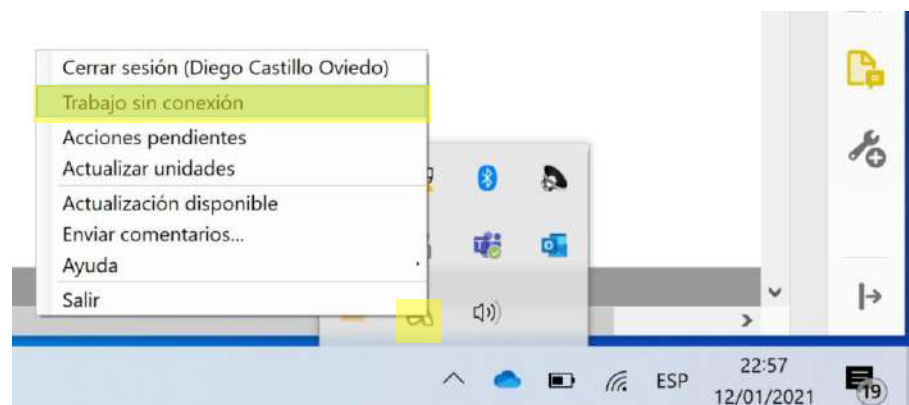 Cerrar sesión (Diego Castillo Oviedo)
Trabajo sin conexión
Acciones pendientes
Actualizar unidades
Actualización disponible
Enviar comentarios...
Ayuda
Salir
ESP
22:57
12/01/2021
19